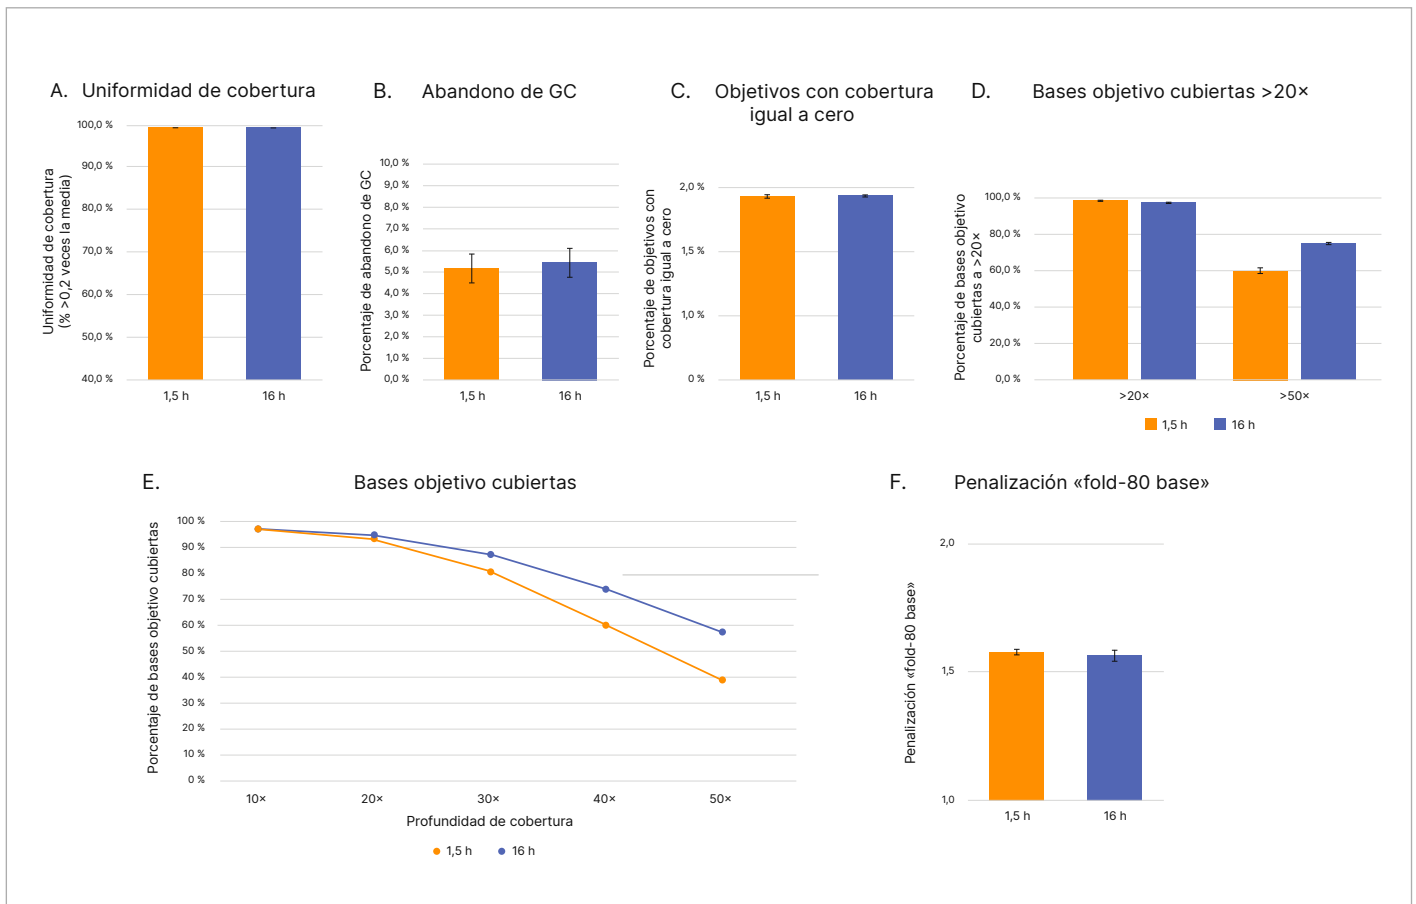 A. Uniformidad de cobertura
Uniformidad de cobertura
(% >0,2 veces la media)
100,0 %
90,0 %
80,0 %
70,0 %
60,0 %
50,0 %
40,0 %
1,5 h
16 h
B. Abandono de GC
Porcentaje de abandono de GC
10,0 %
9,0 %
8,0 %
7,0 %
6,0 %
5,0 %
4,0 %
3,0 %
2,0 %
1,0 %
0,0 %
1,5 h
16 h
C. Objetivos con cobertura
igual a cero
Porcentaje de objetivos con
cobertura igual a cero
2,0 %
1,5 %
1,0 %
0 %
1,5 h
16 h
D. Bases objetivo cubiertas >20×
Porcentaje de bases objetivo
cubiertas a >20×
100,0 %
80,0 %
60,0 %
40,0 %
20,0 %
0,0 %
>20×
>50×
1,5 h
16 h
E. Bases objetivo cubiertas
Porcentaje de bases objetivo cubiertas
100 %
90 %
80 %
70 %
60 %
50 %
40 %
30 %
20 %
10 %
0 %
10×
20×
30×
40×
50×
Profundidad de cobertura
1,5 h
16 h
F. Penalización «fold-80 base»
Penalización «fold-80 base»
2,0
1,5
1,0
1,5 h
16 h